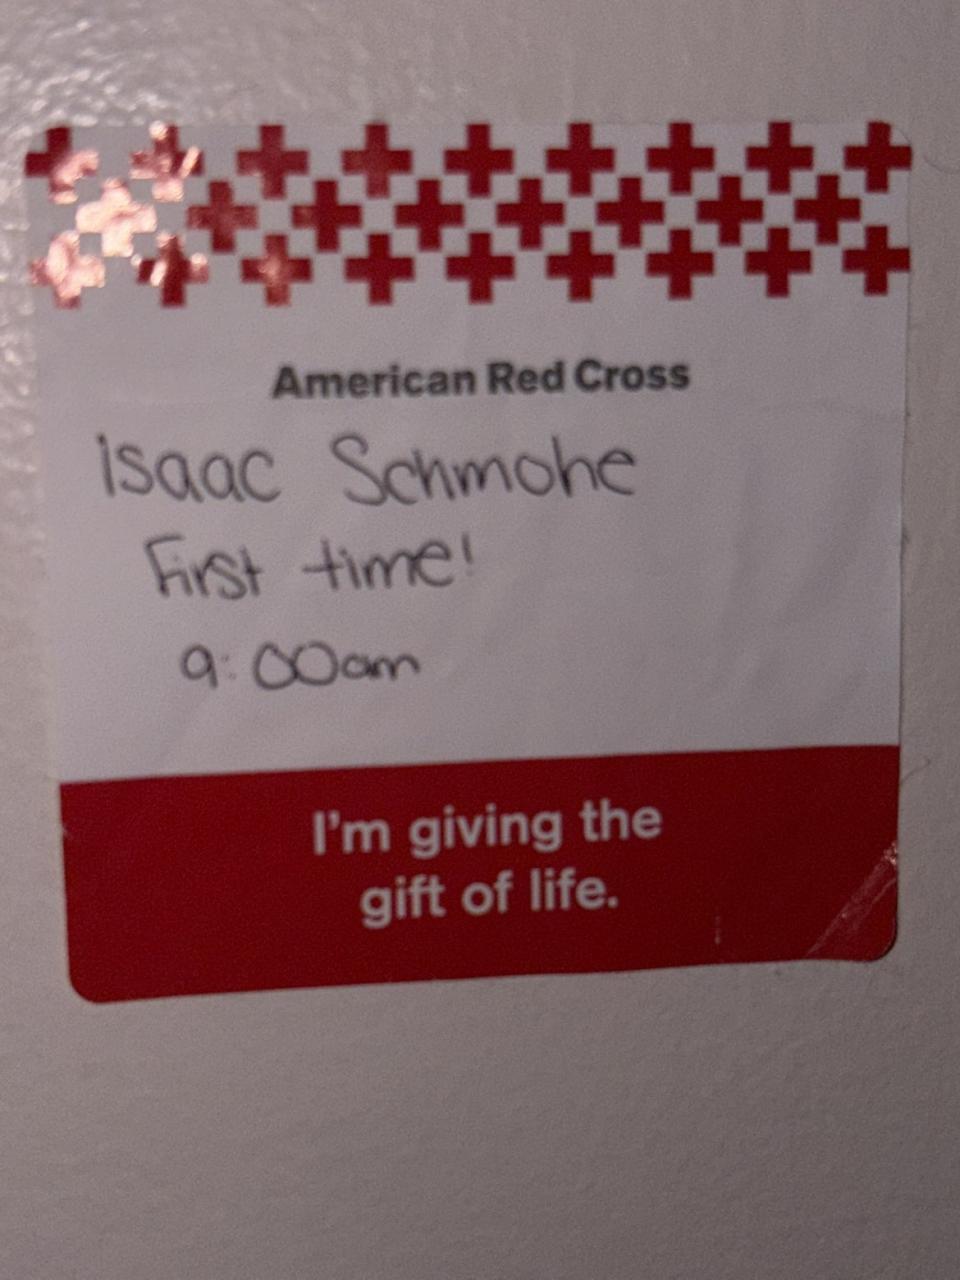 American Red Cross
Isaac Schmohe
First time!
9:00am
I'm giving the
gift of life.